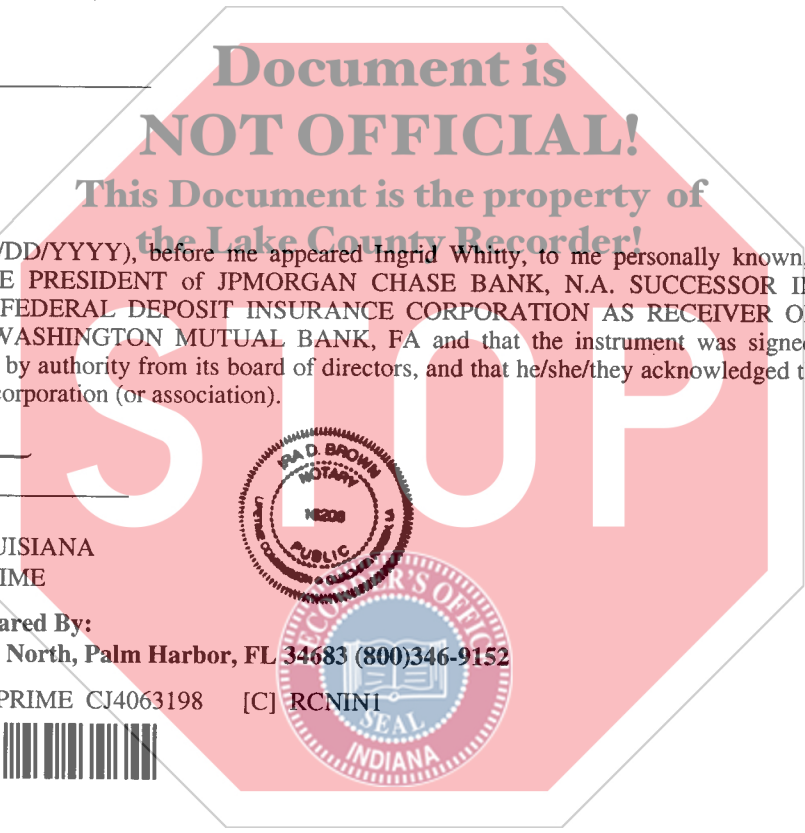 Document is
NOT OFFICIAL!
This Document is the property of
the Lake County Recorder!
/DD/YYYY), before me appeared Ingrid Whitty, to me personally known,
E PRESIDENT of JPMORGAN CHASE BANK, N.A. SUCCESSOR I
FEDERAL DEPOSIT INSURANCE CORPORATION AS RECEIVER O
WASHINGTON MUTUAL BANK, FA and that the instrument was signe
by authority from its board of directors, and that he/she/they acknowledged t
corporation (or association).
STOP
IRA D. BROWN
NOTARY
16206
PUBLIC
LIFETIME COMMISSION
UISIANA
IME
ared By:
North, Palm Harbor, FL 34683 (800)346-9152
PRIME CJ4063198 [C] RCNIN1
RECORDER'S OFFICE
SEAL
INDIANA